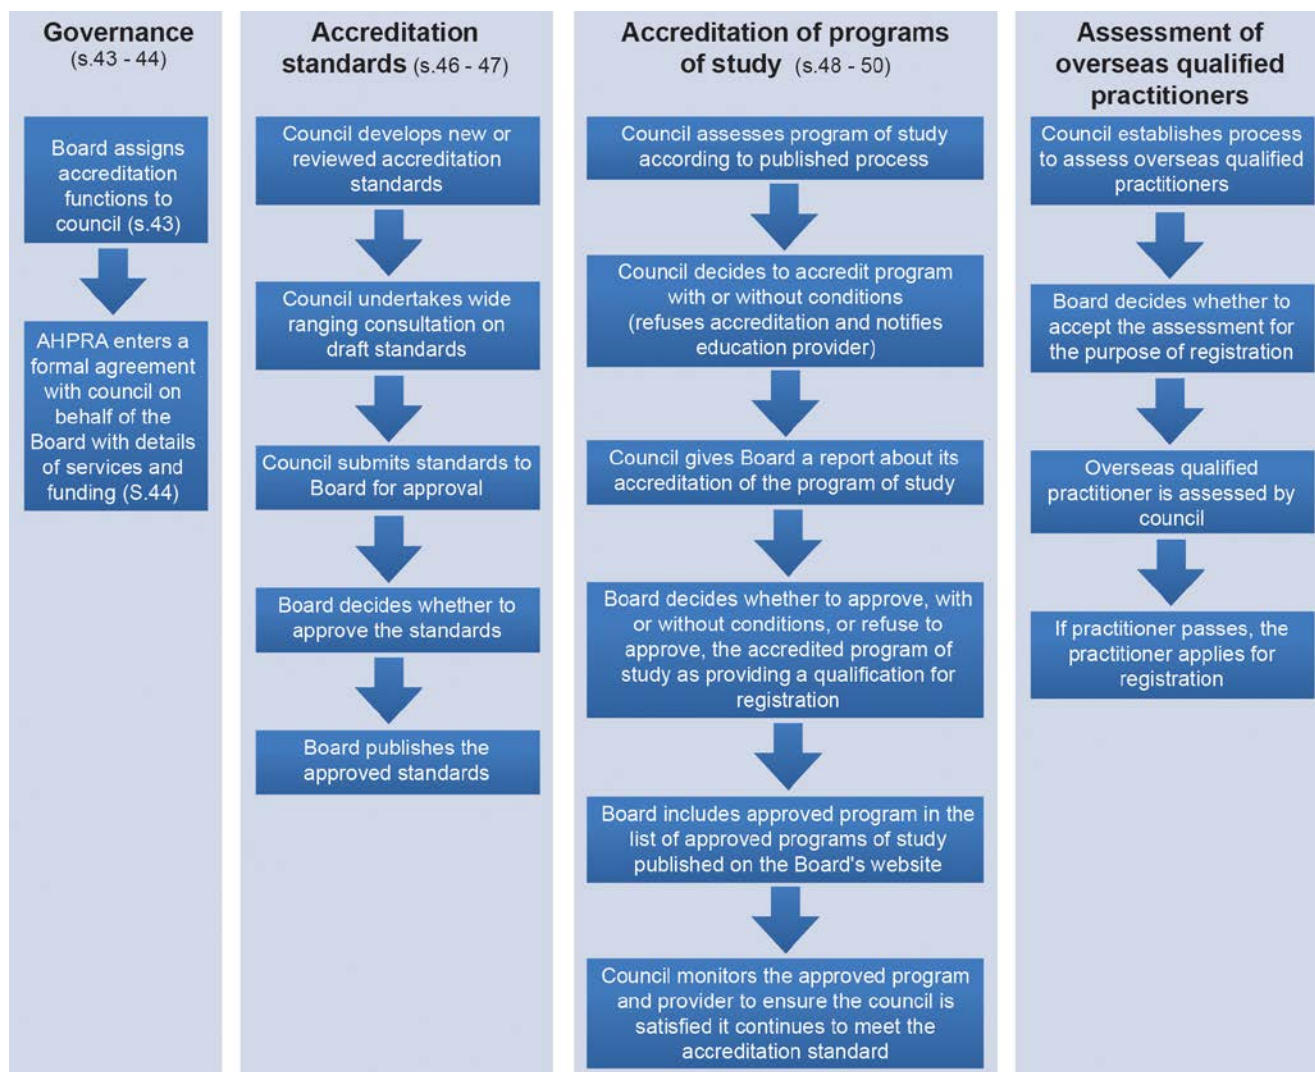 Governance
(s.43 - 44)
Board assigns
accreditation
functions to
council (s.43)
AHPRA enters a
formal agreement
with council on
behalf of the
Board with details
of services and
funding (S.44)
Accreditation
standards (s.46 - 47)
Council develops new or
reviewed accreditation
standards
Council undertakes wide
ranging consultation on
draft standards
Council submits standards to
Board for approval
Board decides whether to
approve the standards
Board publishes the
approved standards
Accreditation of programs
of study (s.48 - 50)
Council assesses program of study
according to published process
Council decides to accredit program
with or without conditions
(refuses accreditation and notifies
education provider)
Council gives Board a report about its
accreditation of the program of study
Board decides whether to approve, with
or without conditions, or refuse to
approve, the accredited program of
study as providing a qualification for
registration
Board includes approved program in the
list of approved programs of study
published on the Board's website
Council monitors the approved program
and provider to ensure the council is
satisfied it continues to meet the
accreditation standard
Assessment of
overseas qualified
practitioners
Council establishes process
to assess overseas qualified
practitioners
Board decides whether to
accept the assessment for
the purpose of registration
Overseas qualified
practitioner is assessed by
council
If practitioner passes, the
practitioner applies for
registration